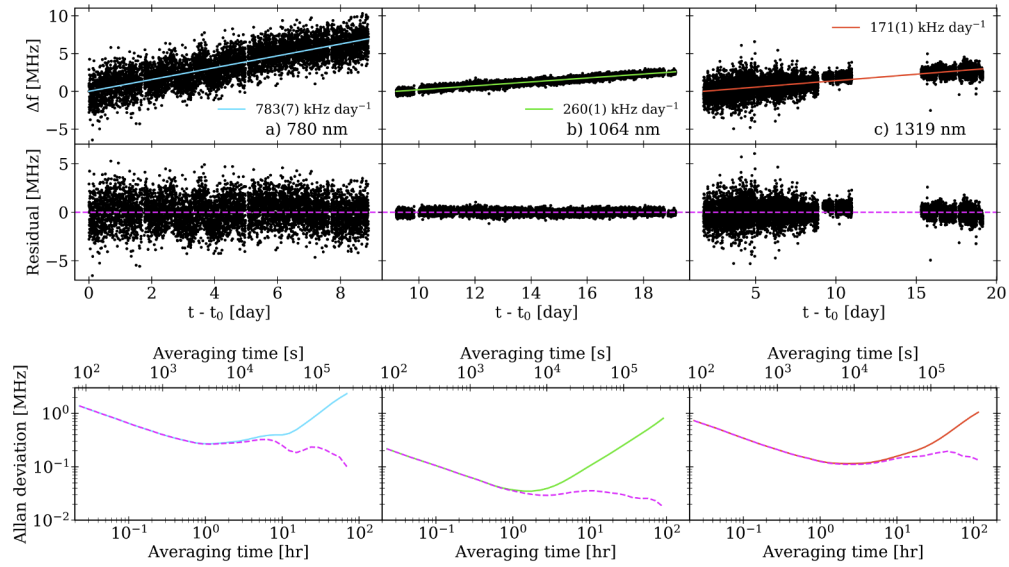 Δf [MHz]
10
5
0
−5
783(7) kHz day⁻¹
a) 780 nm
260(1) kHz day⁻¹
b) 1064 nm
171(1) kHz day⁻¹
c) 1319 nm
Residual [MHz]
5
0
−5
0 2 4 6 8
10 12 14 16 18
5 10 15 20
t - t₀ [day]
t - t₀ [day]
t - t₀ [day]
Averaging time [s]
Averaging time [s]
Averaging time [s]
10² 10³ 10⁴ 10⁵
10² 10³ 10⁴ 10⁵
10² 10³ 10⁴ 10⁵
Allan deviation [MHz]
10⁰
10⁻¹
10⁻²
10⁻¹ 10⁰ 10¹ 10²
10⁻¹ 10⁰ 10¹ 10²
10⁻¹ 10⁰ 10¹ 10²
Averaging time [hr]
Averaging time [hr]
Averaging time [hr]